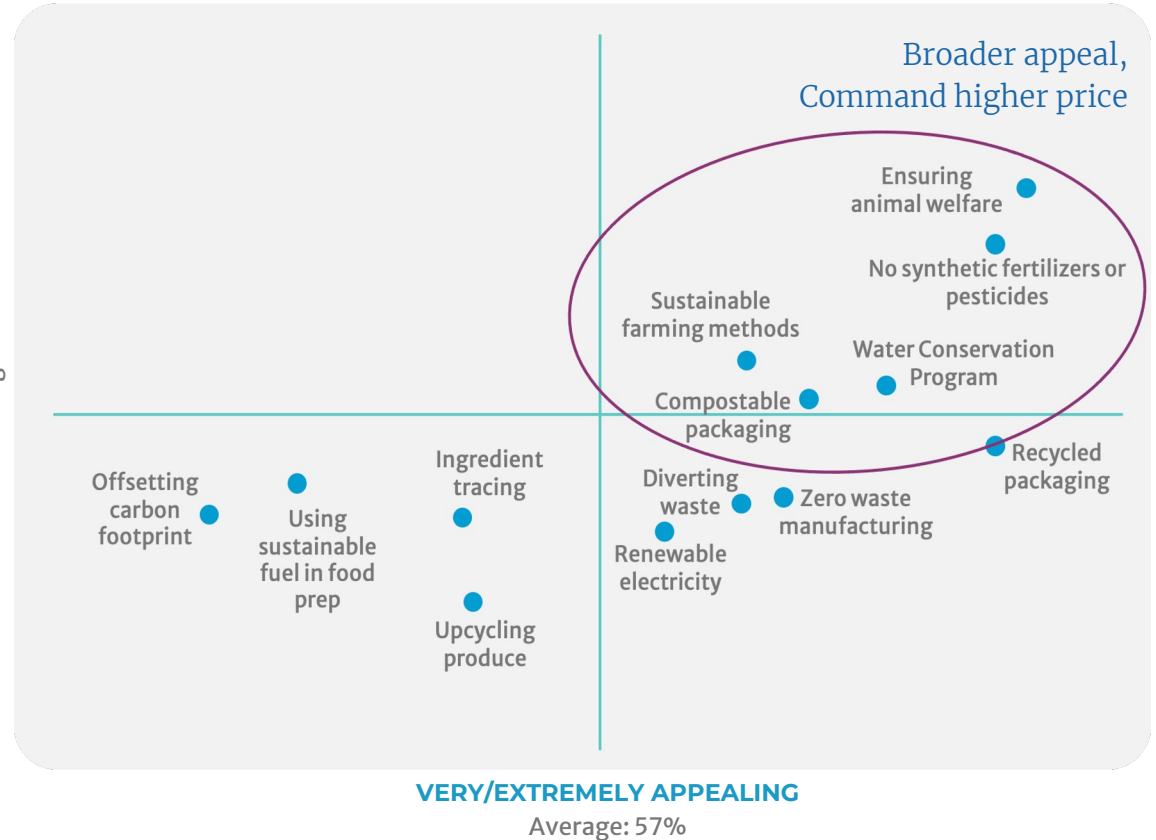 Broader appeal,
Command higher price
Ensuring
animal welfare
No synthetic fertilizers or
pesticides
Sustainable
farming methods
Water Conservation
Program
Compostable
packaging
Recycled
packaging
Offsetting
carbon
footprint
Using
sustainable
fuel in food
prep
Ingredient
tracing
Upcycling
produce
Diverting
waste
Zero waste
manufacturing
Renewable
electricity
VERY/EXTREMELY APPEALING
Average: 57%